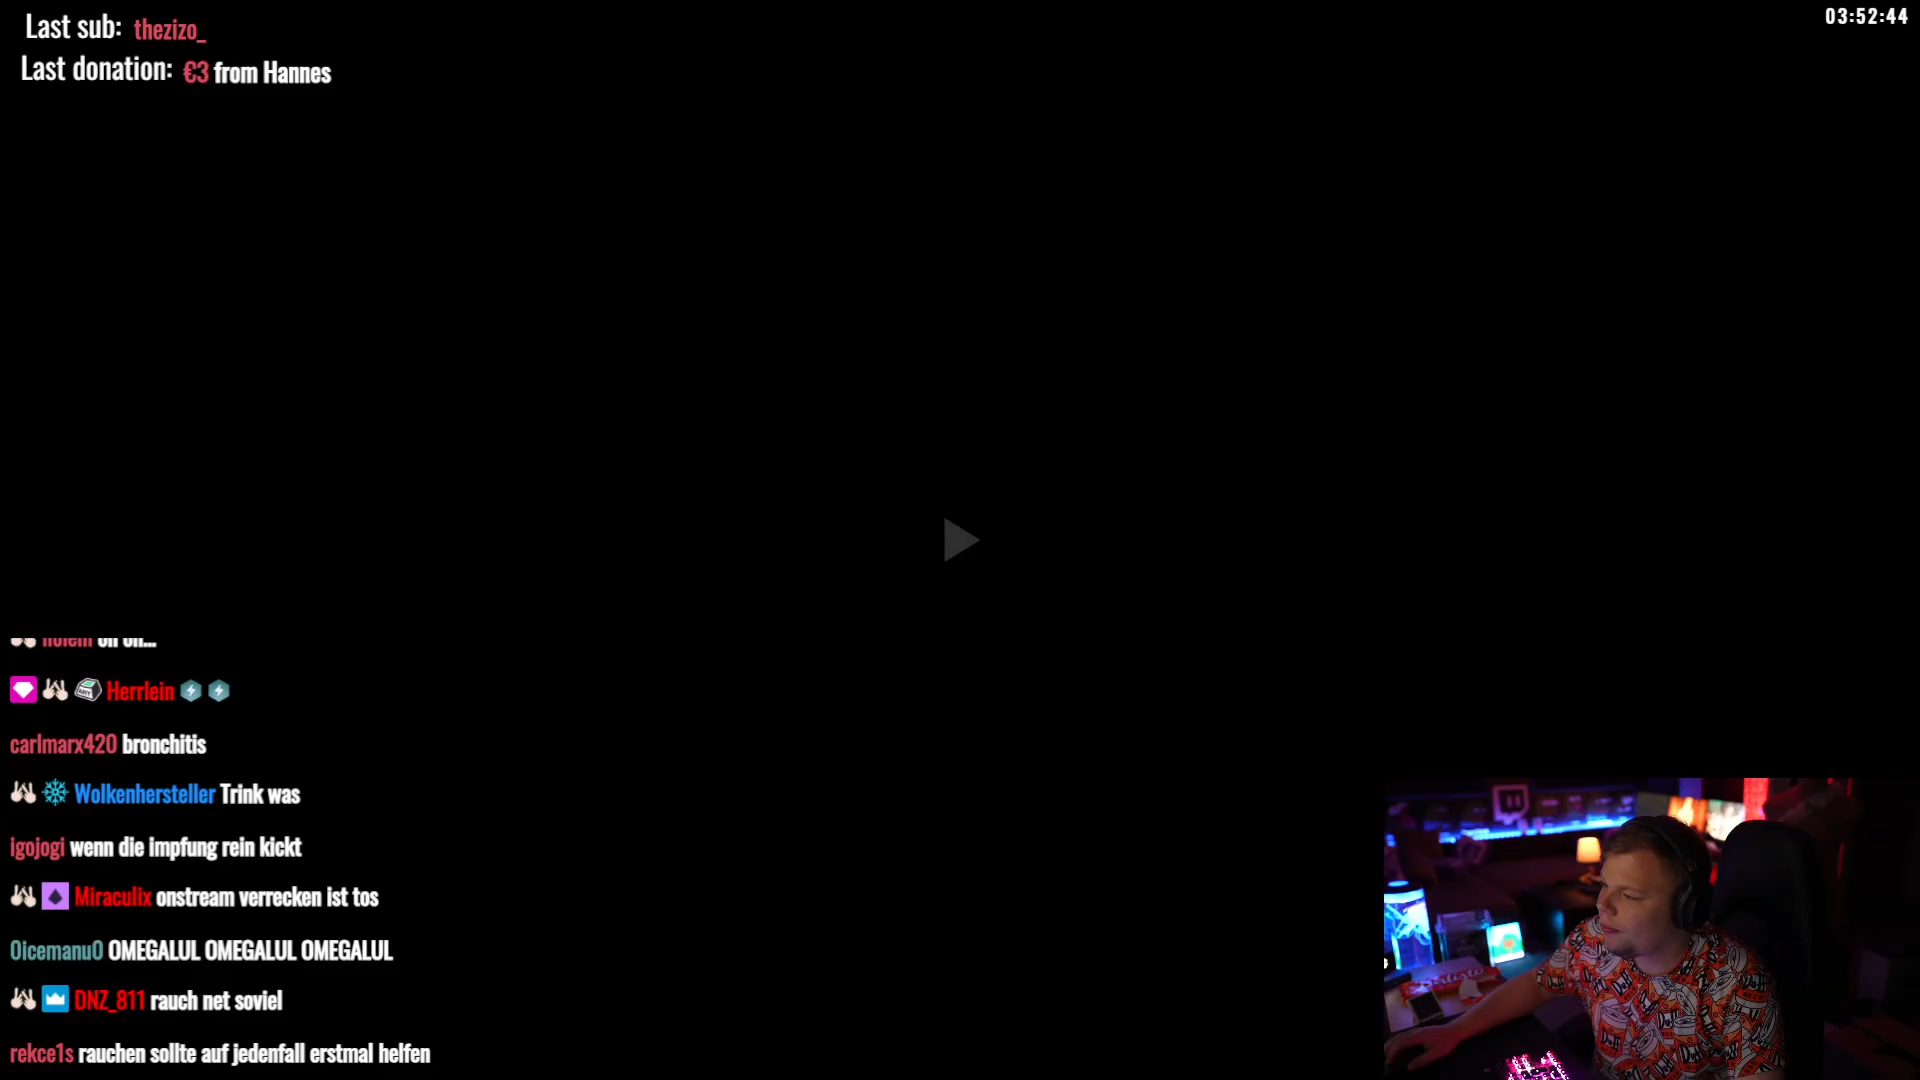 Last sub: thezizo_
03:52:44
Last donation: €3 from Hannes
Herrlein
carlmarx420 bronchitis
Wolkenhersteller Trink was
igojogi wenn die impfung rein kickt
Miraculix onstream verrecken ist tos
0icemanu0 OMEGALUL OMEGALUL OMEGALUL
DNZ_811 rauch net soviel
rekce1s rauchen sollte auf jedenfall erstmal helfen